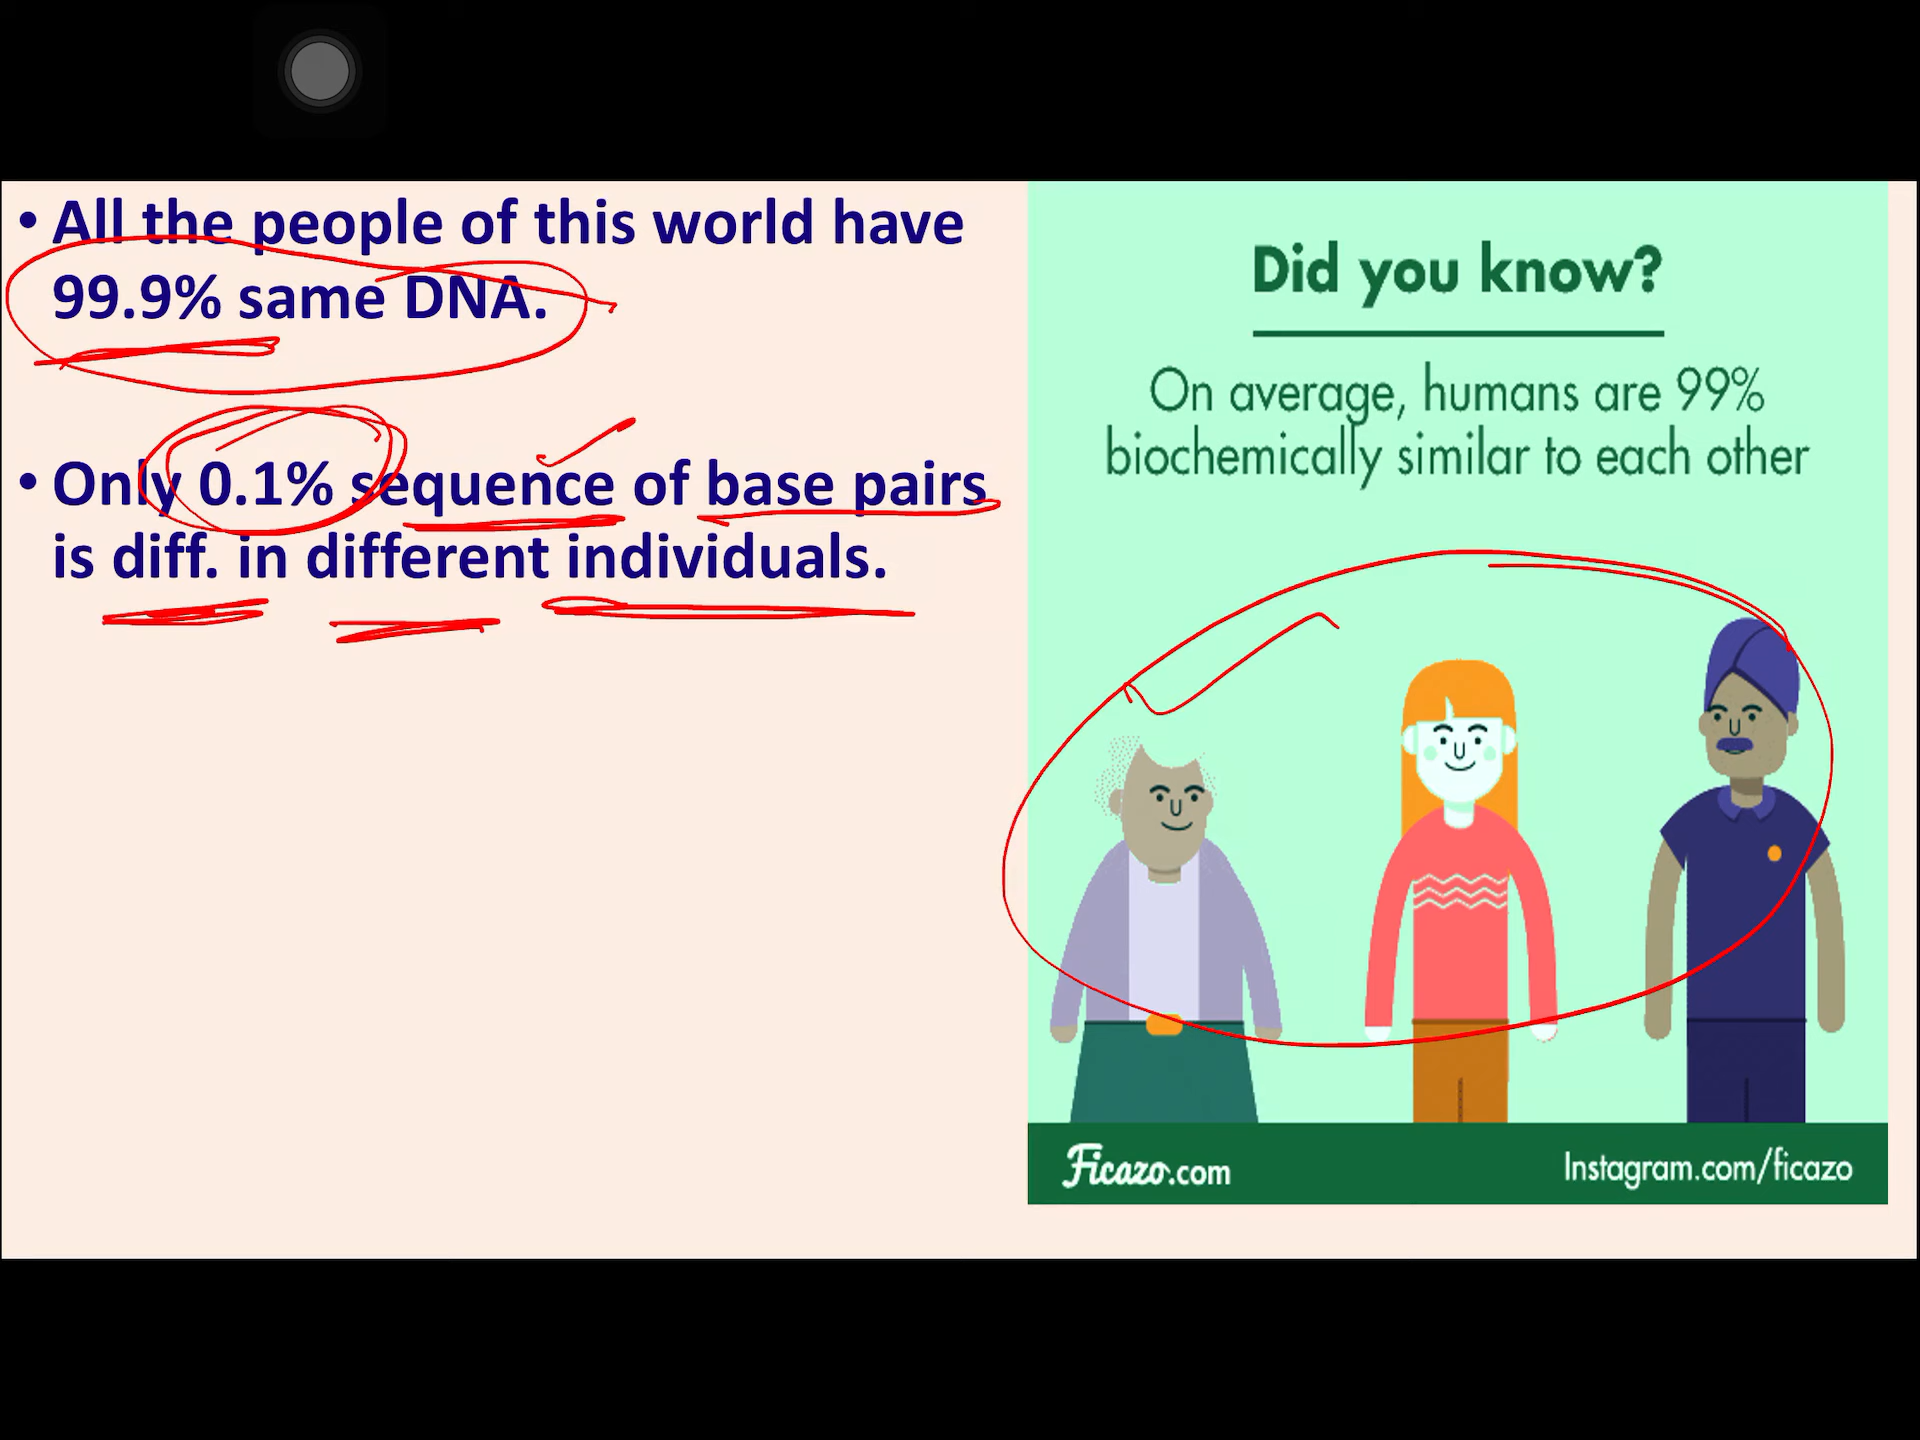 • All the people of this world have
99.9% same DNA.
• Only 0.1% sequence of base pairs
is diff. in different individuals.
Did you know?
On average, humans are 99%
biochemically similar to each other
Ficazo.com
Instagram.com/ficazo